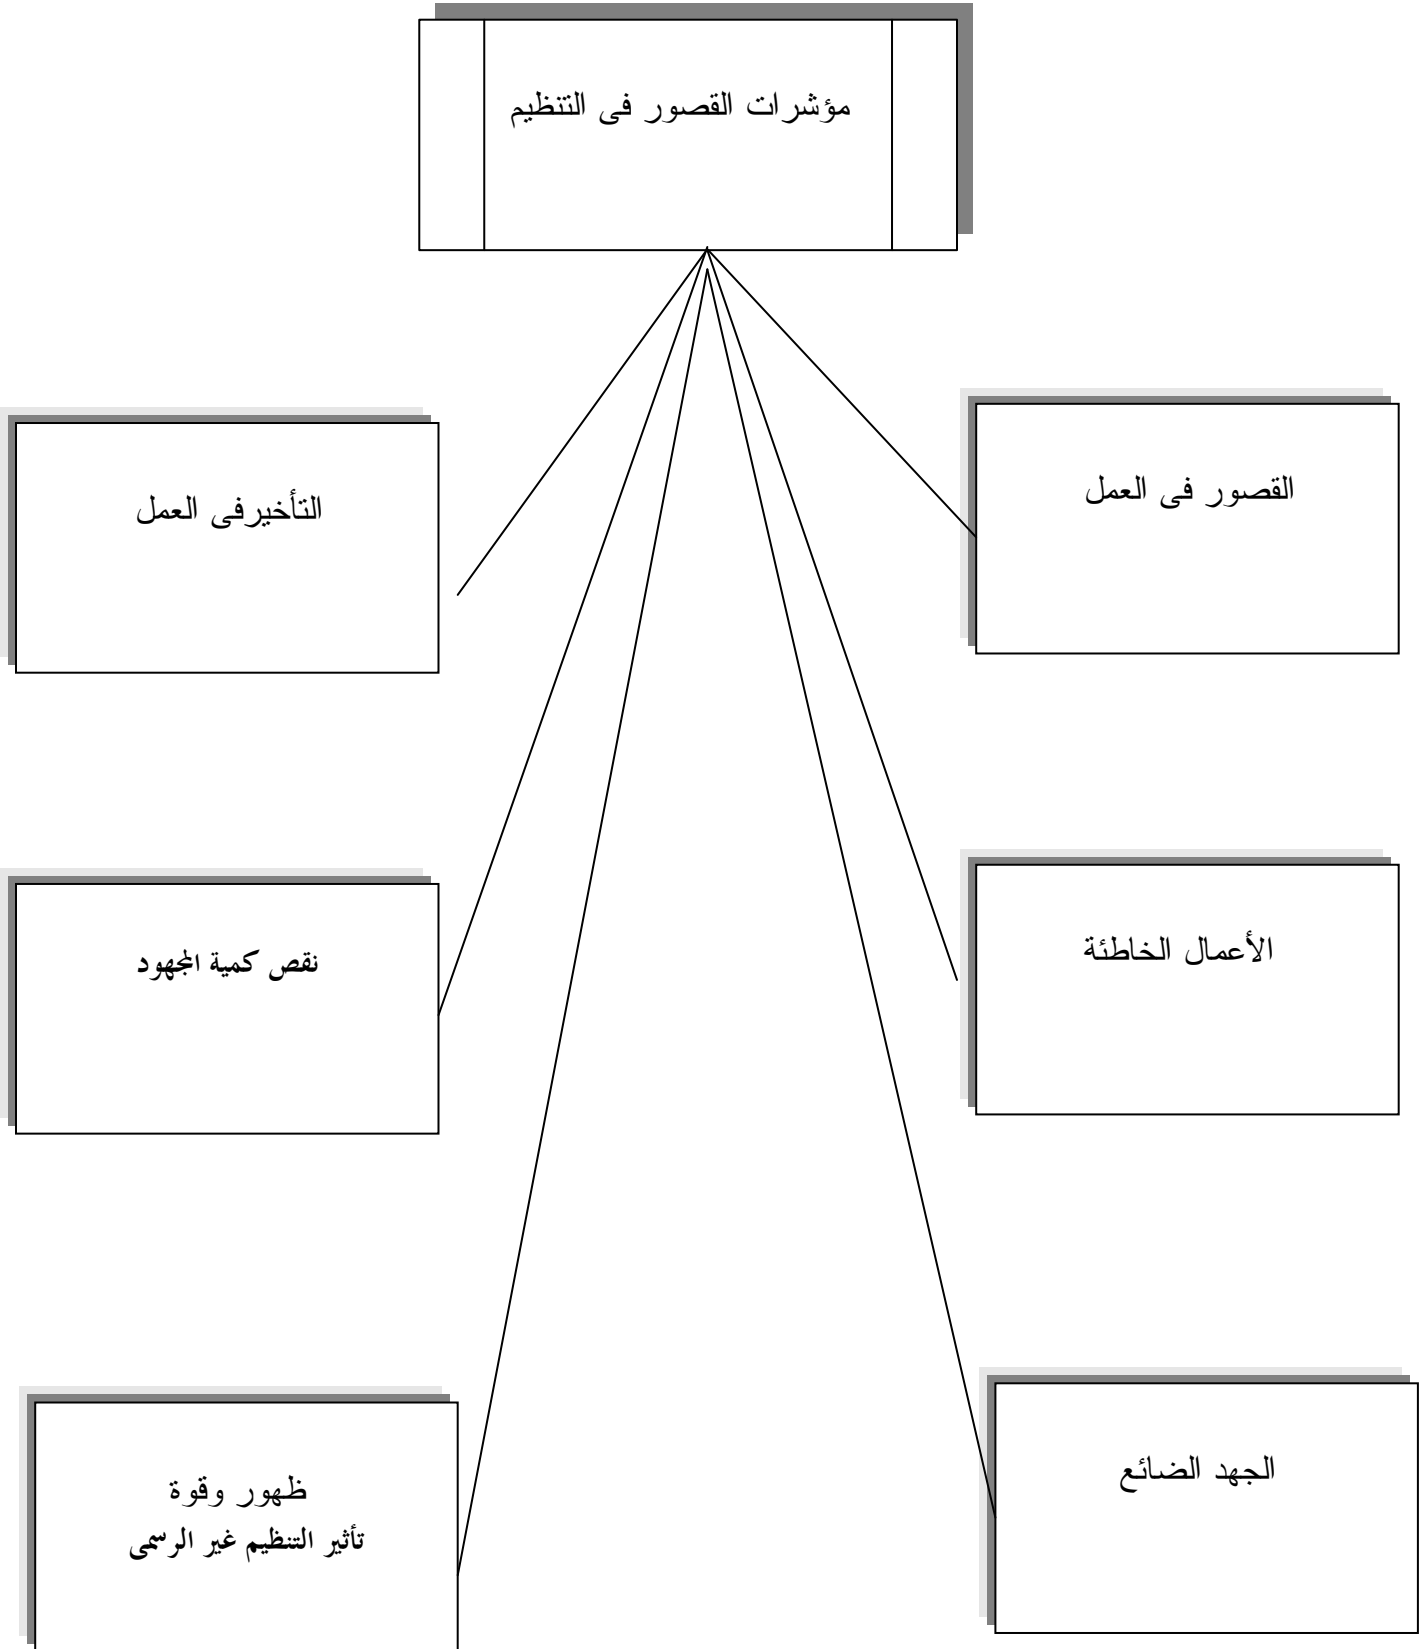 مؤشرات القصور فى التنظيم
القصور فى العمل
التأخيرفى العمل
الأعمال الخاطئة
نقص كمية المجهود
الجهد الضائع
ظهور وقوة
تأثير التنظيم غير الرسمى